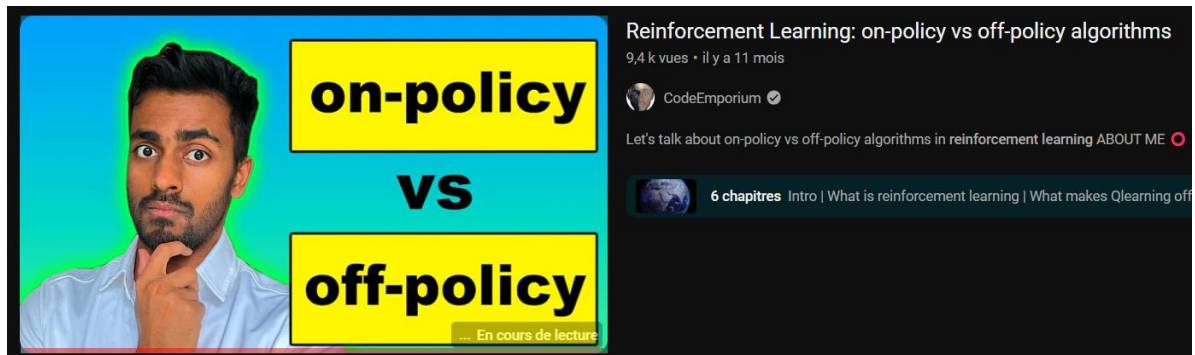 on-policy
vs
off-policy
... En cours de lecture
Reinforcement Learning: on-policy vs off-policy algorithms
9,4 k vues • il y a 11 mois
CodeEmporium
Let's talk about on-policy vs off-policy algorithms in reinforcement learning ABOUT ME
6 chapitres Intro | What is reinforcement learning | What makes Qlearning off